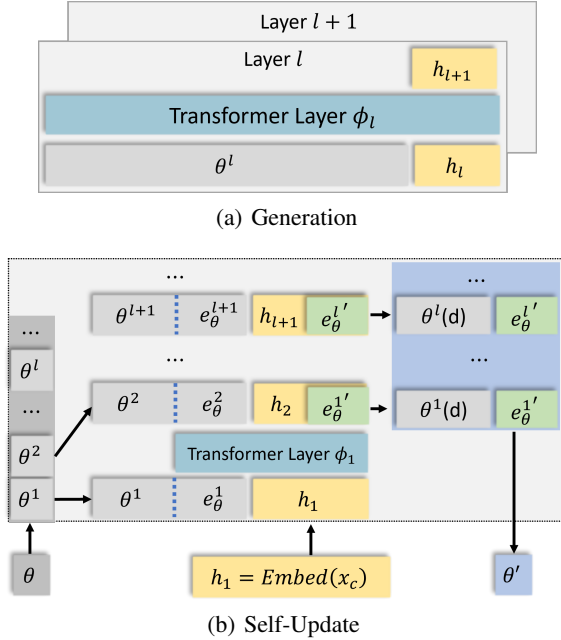 Layer l + 1
Layer l
h_{l+1}
Transformer Layer ϕ_l
θ^l
h_l
(a) Generation
...
...
θ^{l+1}
e_θ^{l+1}
h_{l+1}
e_θ^{l}′
θ^l(d)
e_θ^{l}′
...
θ^l
...
...
...
θ^2
e_θ^2
h_2
e_θ^{1}′
θ^1(d)
e_θ^{1}′
θ^2
Transformer Layer ϕ_1
θ^1
θ^1
e_θ^1
h_1
θ
h_1 = Embed(x_c)
θ′
(b) Self-Update